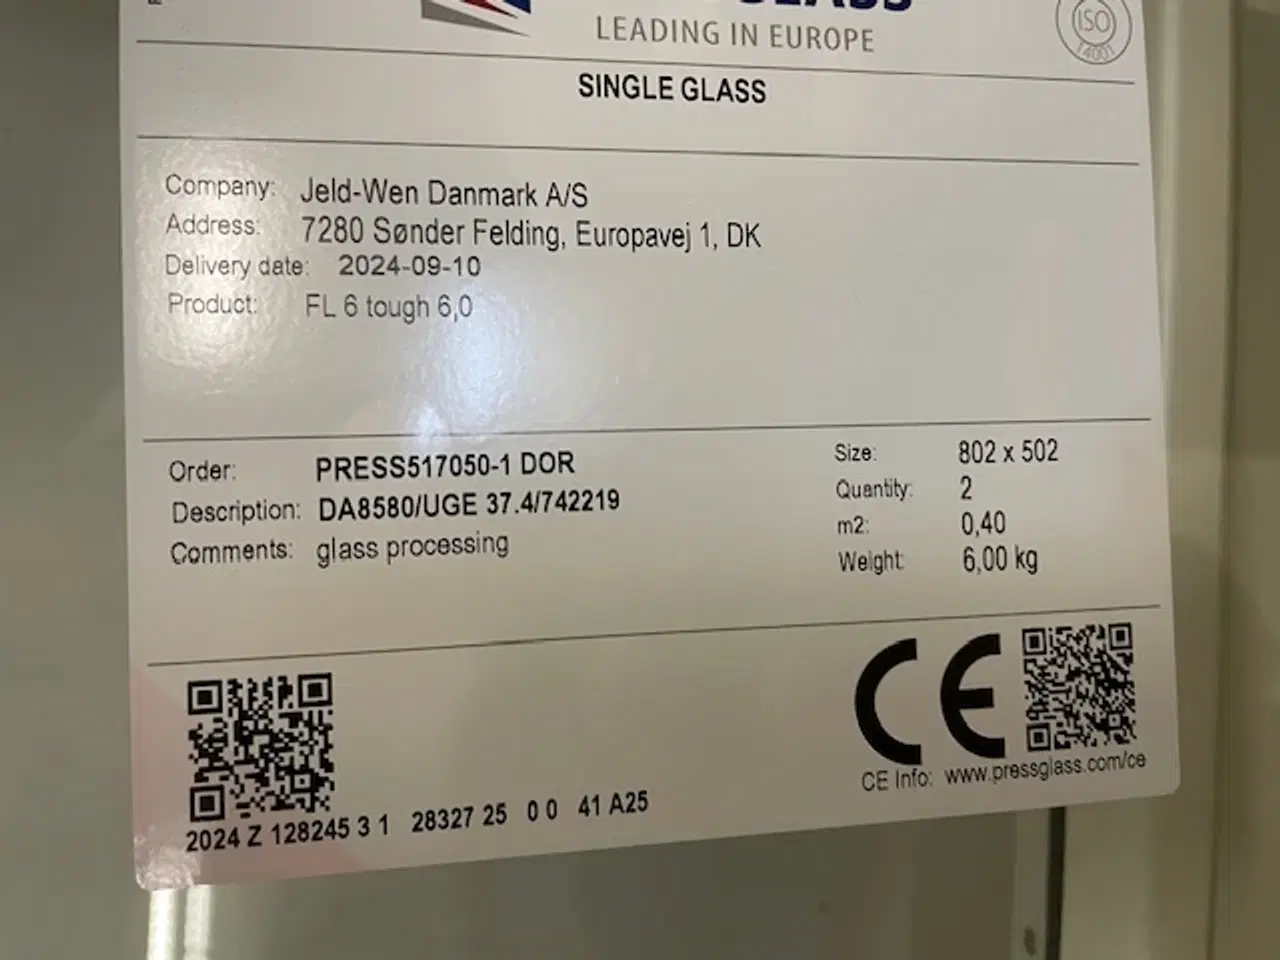 GLASS
LEADING IN EUROPE
ISO
14001
SINGLE GLASS
Company: Jeld-Wen Danmark A/S
Address: 7280 Sønder Felding, Europavej 1, DK
Delivery date: 2024-09-10
Product: FL 6 tough 6,0
Order: PRESS517050-1 DOR
Description: DA8580/UGE 37.4/742219
Comments: glass processing
Size: 802 x 502
Quantity: 2
m2: 0,40
Weight: 6,00 kg
CE
CE Info: www.pressglass.com/ce
2024 Z 128245 3 1 28327 25 0 0 41 A25